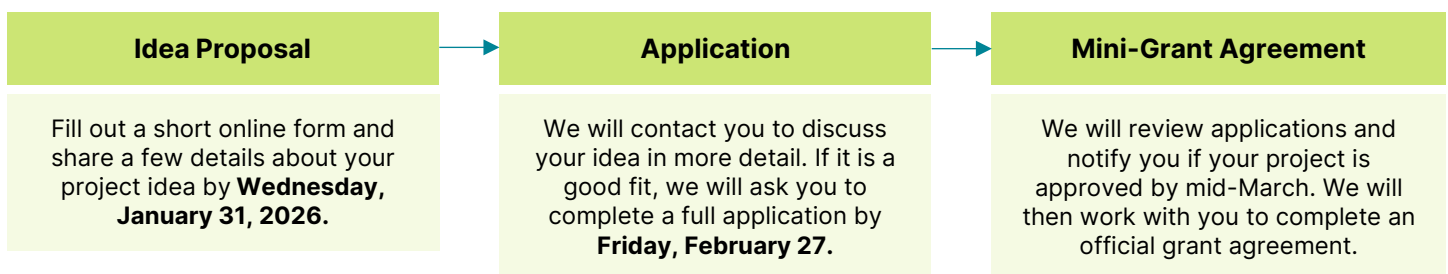 Idea Proposal
Fill out a short online form and
share a few details about your
project idea by Wednesday,
January 31, 2026.
Application
We will contact you to discuss
your idea in more detail. If it is a
good fit, we will ask you to
complete a full application by
Friday, February 27.
Mini-Grant Agreement
We will review applications and
notify you if your project is
approved by mid-March. We will
then work with you to complete an
official grant agreement.